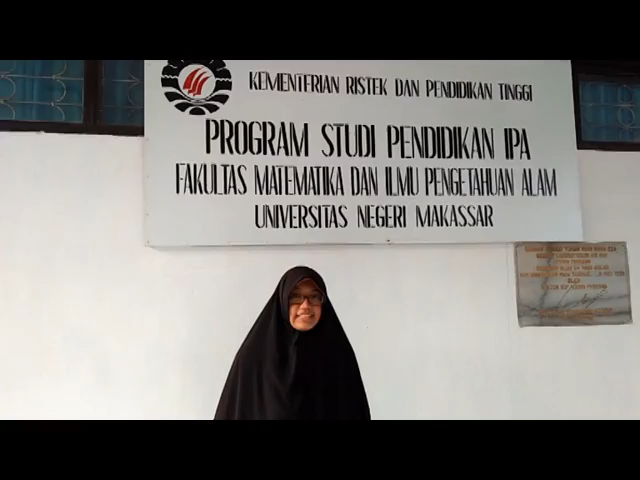 KEMENTERIAN RISTEK DAN PENDIDIKAN TINGGI
PROGRAM STUDI PENDIDIKAN IPA
FAKULTAS MATEMATIKA DAN ILMU PENGETAHUAN ALAM
UNIVERSITAS NEGERI MAKASSAR